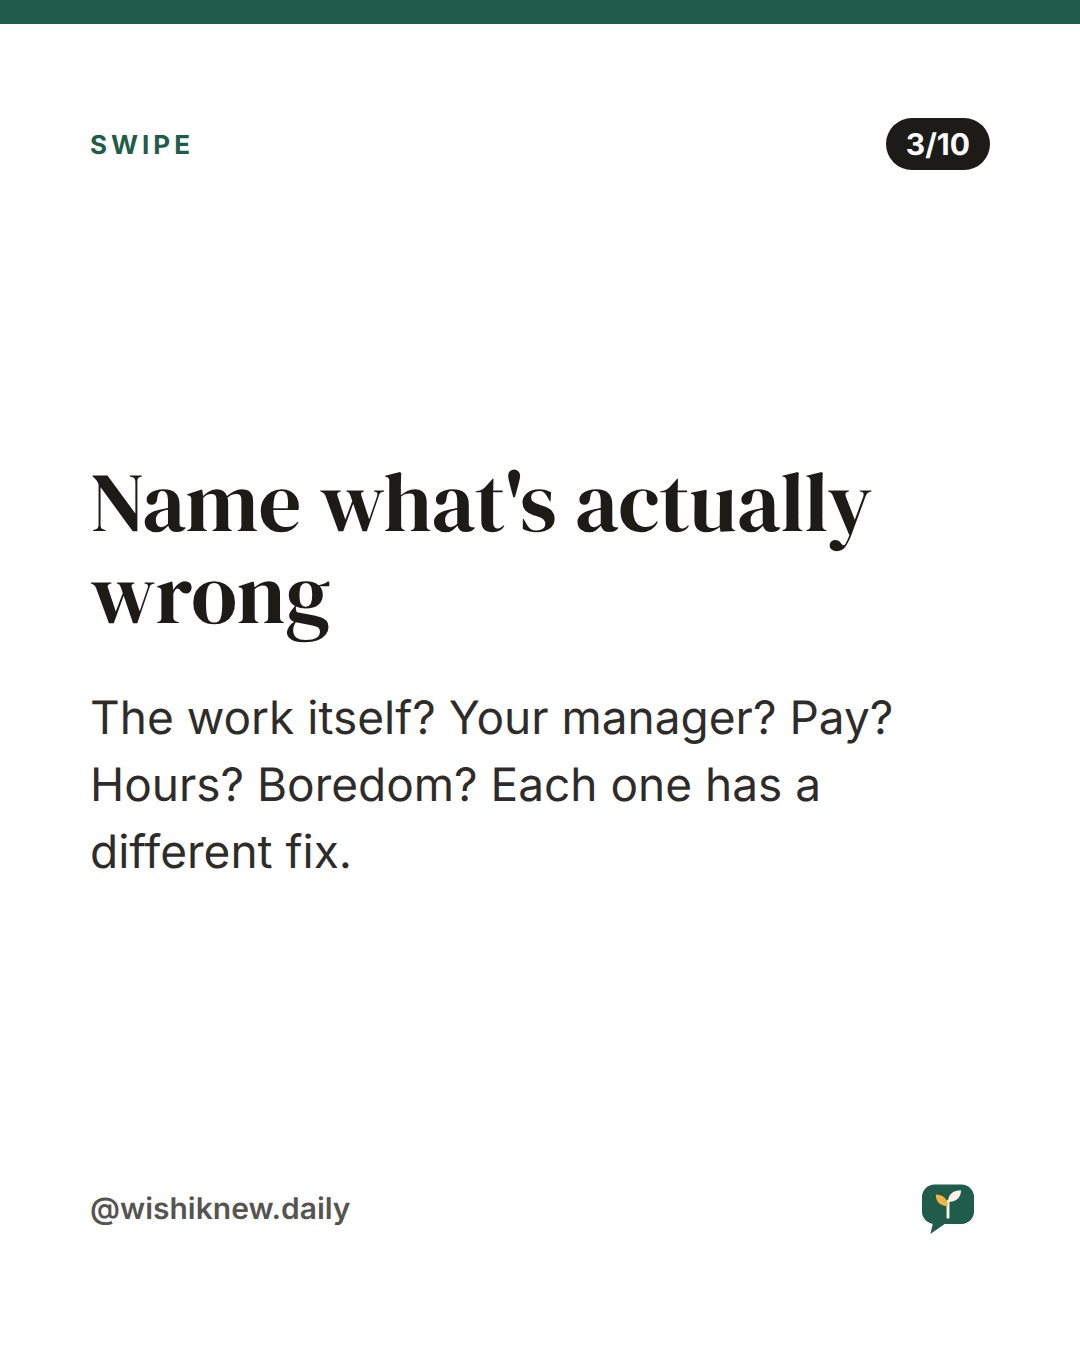 SWIPE
3/10
Name what's actually
wrong
The work itself? Your manager? Pay?
Hours? Boredom? Each one has a
different fix.
@wishiknew.daily